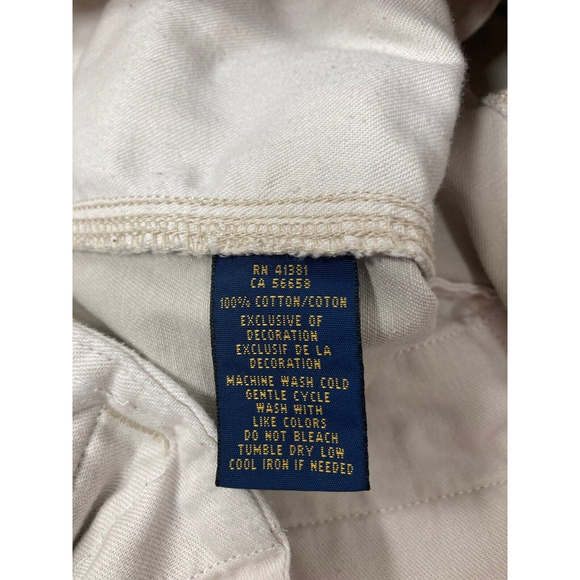 RN 41381
CA 56658
100% COTTON/COTON
EXCLUSIVE OF
DECORATION
EXCLUSIF DE LA
DECORATION
MACHINE WASH COLD
GENTLE CYCLE
WASH WITH
LIKE COLORS
DO NOT BLEACH
TUMBLE DRY LOW
COOL IRON IF NEEDED